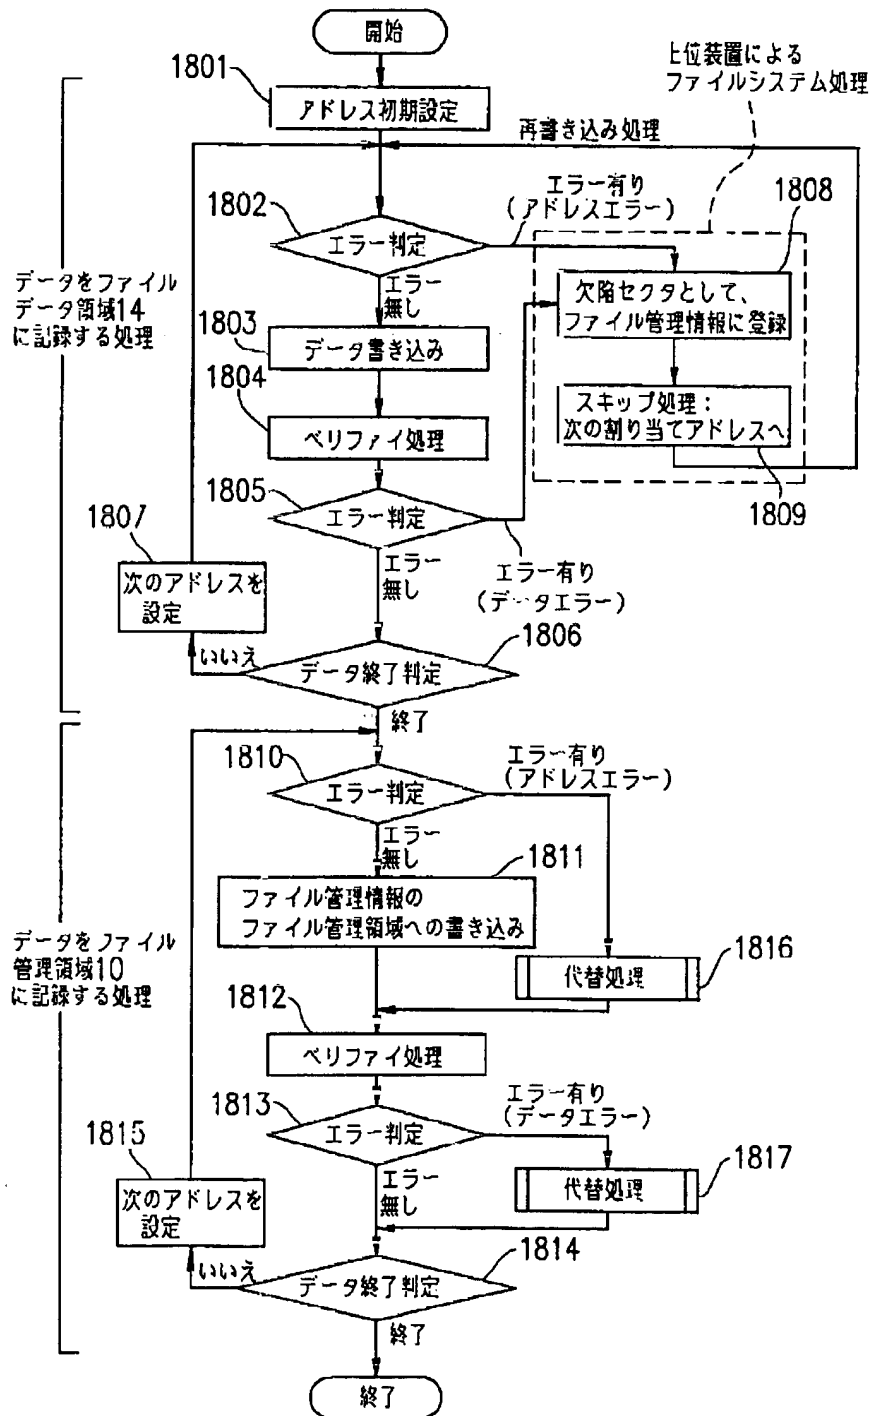 開始
1801
アドレス初期設定
上位装置による
ファイルシステム処理
再書き込み処理
1802
エラー判定
エラー有り
(アドレスエラー)
1808
データをファイル
データ領域14
に記録する処理
エラー
無し
欠陥セクタとして、
ファイル管理情報に登録
1803
データ書き込み
1804
ベリファイ処理
スキップ処理:
次の割り当てアドレスへ
1809
1805
エラー判定
1807
次のアドレスを
設定
エラー
無し
エラー有り
(データエラー)
1806
いいえ
データ終了判定
終了
1810
エラー判定
エラー有り
(アドレスエラー)
エラー
無し
1811
ファイル管理情報の
ファイル管理領域への書き込み
データをファイル
管理領域10
に記録する処理
1816
代替処理
1812
ベリファイ処理
1813
エラー判定
エラー有り
(データエラー)
1815
次のアドレスを
設定
エラー
無し
1817
代替処理
1814
いいえ
データ終了判定
終了
終了